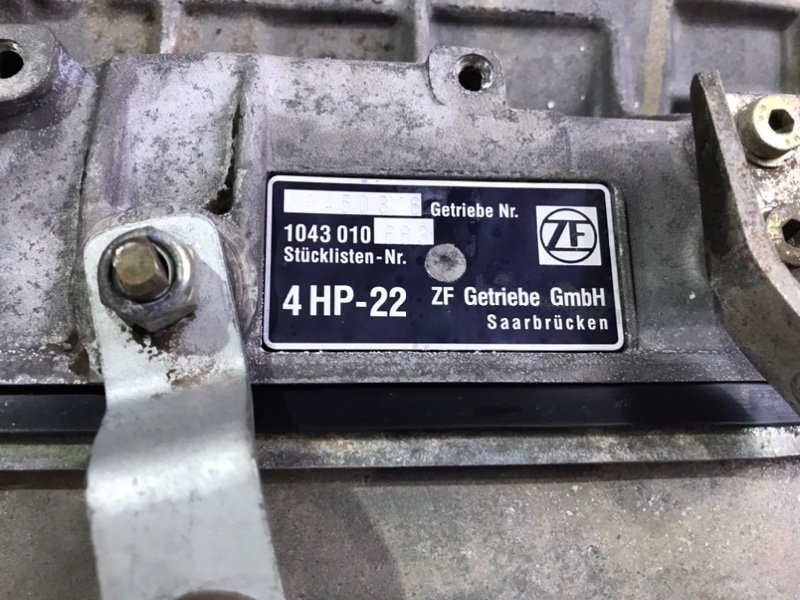 Getriebe Nr.
1043 010
Stücklisten-Nr.
ZF
4 HP-22 ZF Getriebe GmbH
Saarbrücken